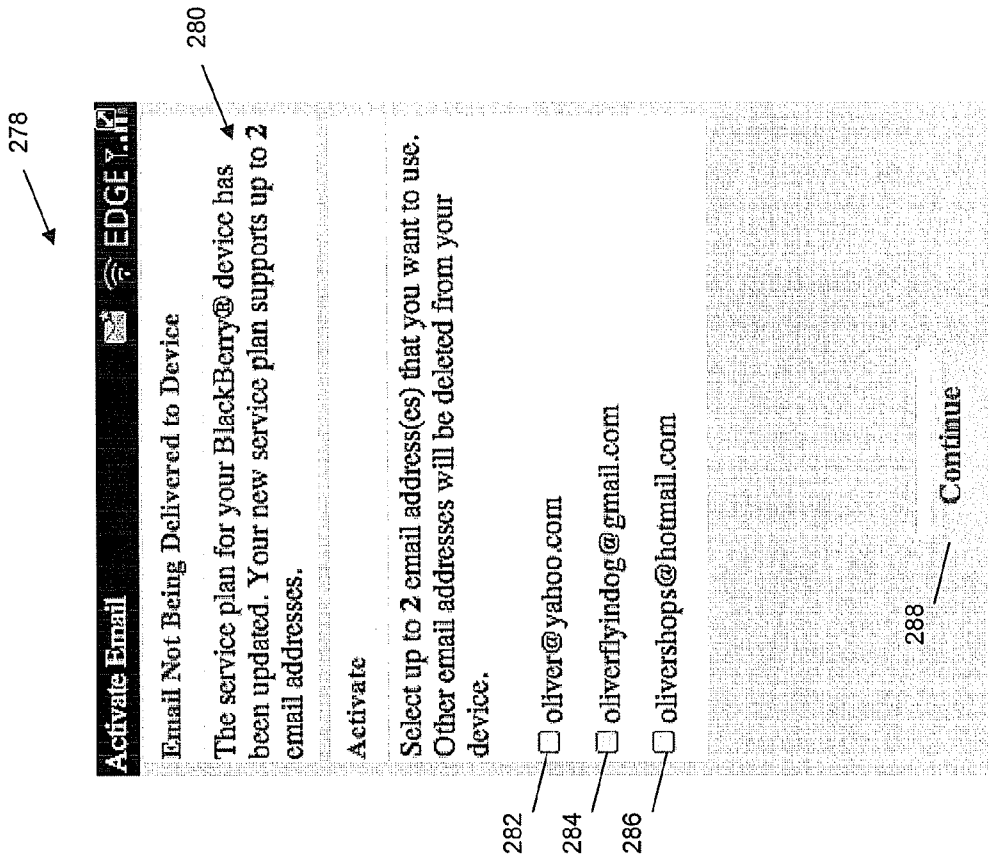 278
Activate Email EDGE
Email Not Being Delivered to Device
The service plan for your BlackBerry® device has
been updated. Your new service plan supports up to 2
email addresses.
280
Activate
Select up to 2 email address(es) that you want to use.
Other email addresses will be deleted from your
device.
282
oliver@yahoo.com
284
oliverflyindog@gmail.com
286
olivershops@hotmail.com
288
Continue